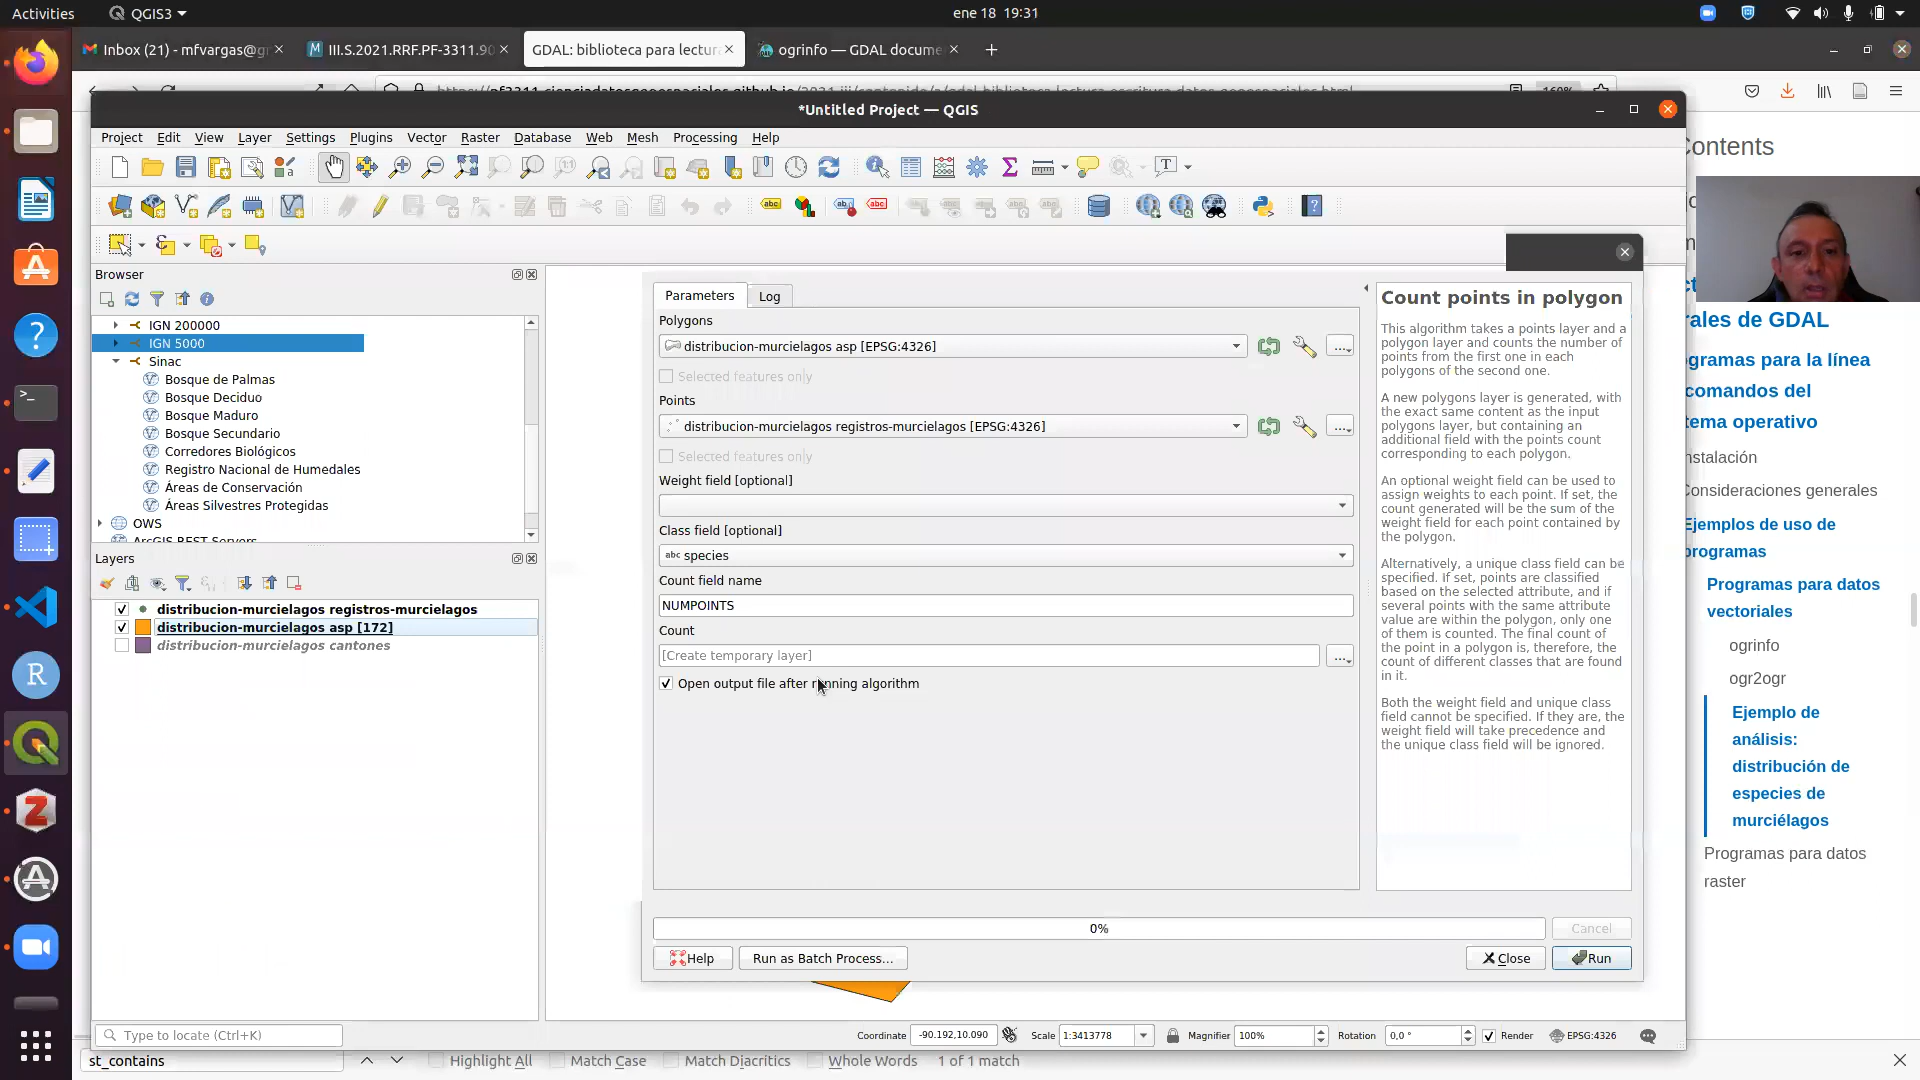 Activities
QGIS3
ene 18 19:31
Inbox (21) - mfvargas@g
III.S.2021.RRF.PF-3311.90
GDAL: biblioteca para lectur
ogrinfo — GDAL docume
*Untitled Project — QGIS
Project Edit View Layer Settings Plugins Vector Raster Database Web Mesh Processing Help
Browser
IGN 200000
IGN 5000
Sinac
Bosque de Palmas
Bosque Deciduo
Bosque Maduro
Bosque Secundario
Corredores Biológicos
Registro Nacional de Humedales
Áreas de Conservación
Áreas Silvestres Protegidas
OWS
ArcGIS REST Servers
Layers
distribucion-murcielagos registros-murcielagos
distribucion-murcielagos asp [172]
distribucion-murcielagos cantones
Parameters
Log
Polygons
distribucion-murcielagos asp [EPSG:4326]
Selected features only
Points
distribucion-murcielagos registros-murcielagos [EPSG:4326]
Selected features only
Weight field [optional]
Class field [optional]
abc species
Count field name
NUMPOINTS
Count
[Create temporary layer]
Open output file after running algorithm
Count points in polygon
This algorithm takes a points layer and a
polygon layer and counts the number of
points from the first one in each
polygons of the second one.
A new polygons layer is generated, with
the exact same content as the input
polygons layer, but containing an
additional field with the points count
corresponding to each polygon.
An optional weight field can be used to
assign weights to each point. If set, the
count generated will be the sum of the
weight field for each point contained by
the polygon.
Alternatively, a unique class field can be
specified. If set, points are classified
based on the selected attribute, and if
several points with the same attribute
value are within the polygon, only one
of them is counted. The final count of
the point in a polygon is, therefore, the
count of different classes that are found
in it.
Both the weight field and unique class
field cannot be specified. If they are, the
weight field will take precedence and
the unique class field will be ignored.
0%
Cancel
Help
Run as Batch Process...
Close
Run
Contents
rales de GDAL
gramas para la línea
comandos del
tema operativo
nstalación
Consideraciones generales
Ejemplos de uso de
programas
Programas para datos
vectoriales
ogrinfo
ogr2ogr
Ejemplo de
análisis:
distribución de
especies de
murciélagos
Programas para datos
raster
Type to locate (Ctrl+K)
Coordinate -90.192,10.090
Scale 1:3413778
Magnifier 100%
Rotation 0,0 °
Render
EPSG:4326
st_contains
Highlight All
Match Case
Match Diacritics
Whole Words
1 of 1 match